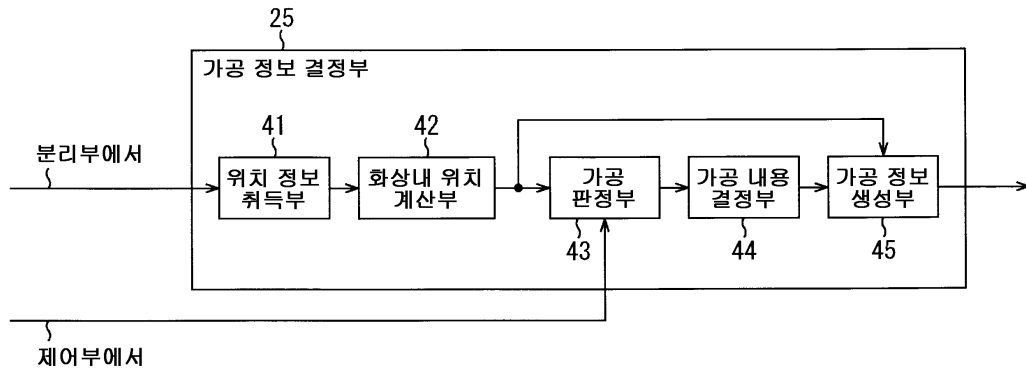 25
가공 정보 결정부
41
42
분리부에서
위치 정보
취득부
화상내 위치
계산부
가공
판정부
가공 내용
결정부
가공 정보
생성부
43
44
45
제어부에서